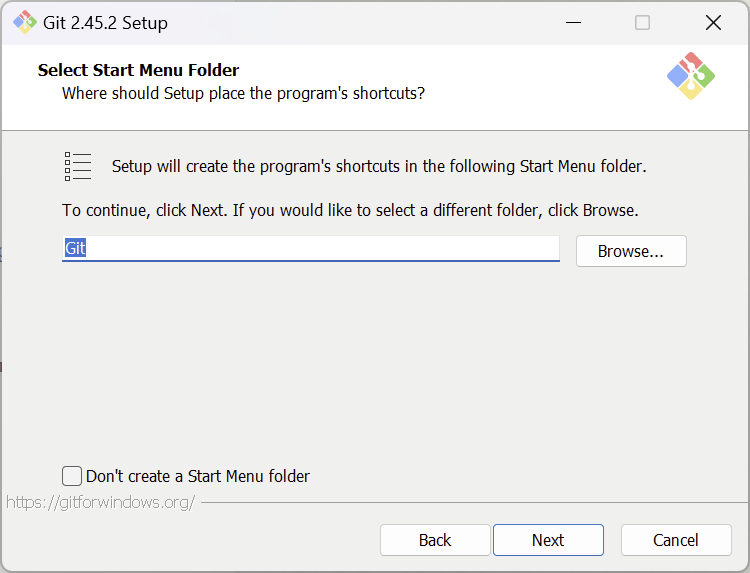 Git 2.45.2 Setup
Select Start Menu Folder
Where should Setup place the program's shortcuts?
Setup will create the program's shortcuts in the following Start Menu folder.
To continue, click Next. If you would like to select a different folder, click Browse.
Git
Browse...
Don't create a Start Menu folder
https://gitforwindows.org/
Back
Next
Cancel